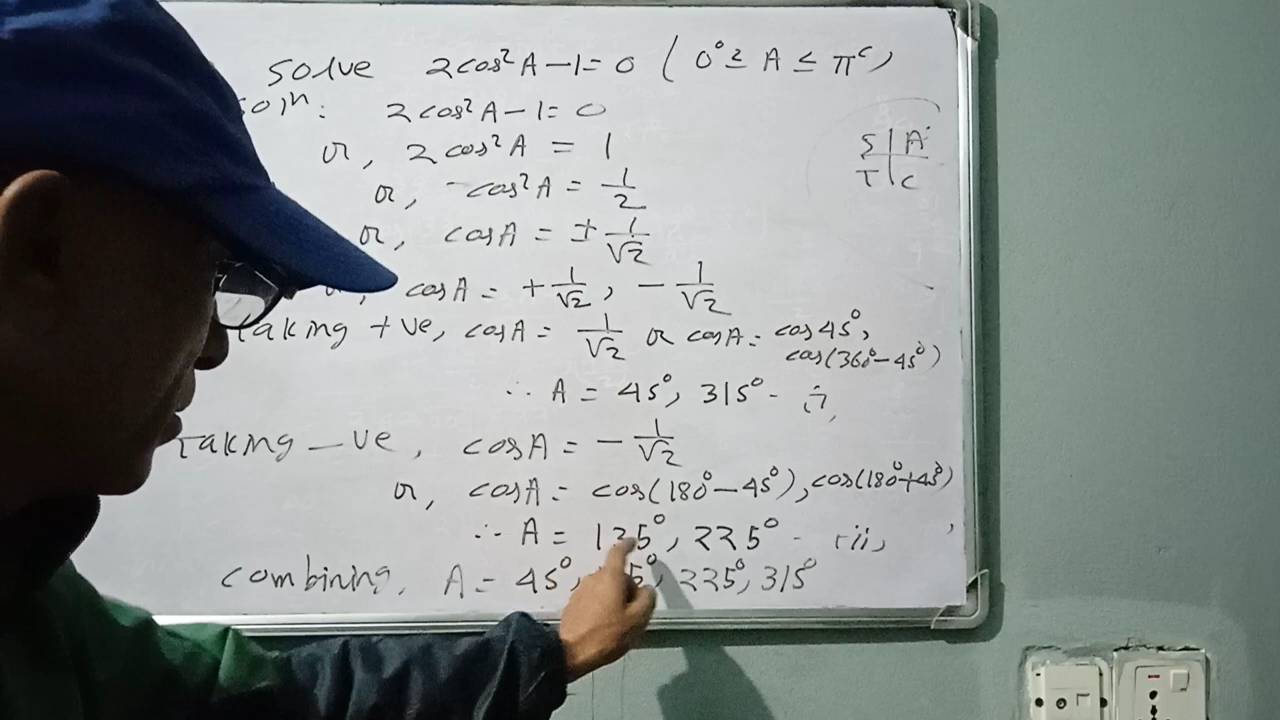 solve 2cos²A-1=0 (0°≥ A ≤ πᶜ)
soln: 2cos²A-1=0
or, 2cos²A = 1
or, cos²A = 1/2
or, cosA = ± 1/√2
cosA = + 1/√2, - 1/√2
taking +ve, cosA = 1/√2 or cosA = cos45°,
cos(360°-45°)
∴ A = 45°, 315° -
Taking -ve, cosA = - 1/√2
or, cosA = cos(180°-45°), cos(180°+45°)
∴ A = 135°, 225° - (ii)
combining, A = 45°, 225°, 315°
S A
T C